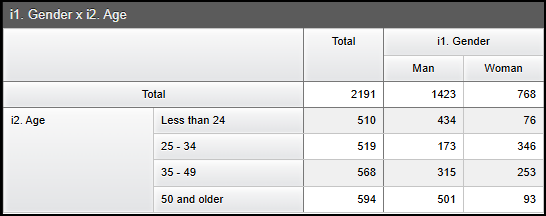 i1. Gender x i2. Age
Total i1. Gender
Man Woman
Total 2191 1423 768
i2. Age Less than 24 510 434 76
25 - 34 519 173 346
35 - 49 568 315 253
50 and older 594 501 93